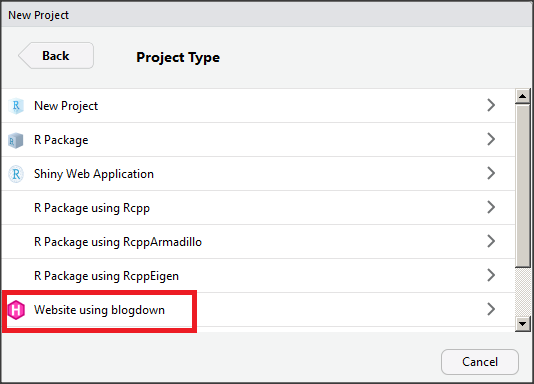 New Project
Back
Project Type
R New Project
R Package
R Shiny Web Application
R Package using Rcpp
R Package using RcppArmadillo
R Package using RcppEigen
H Website using blogdown
Cancel